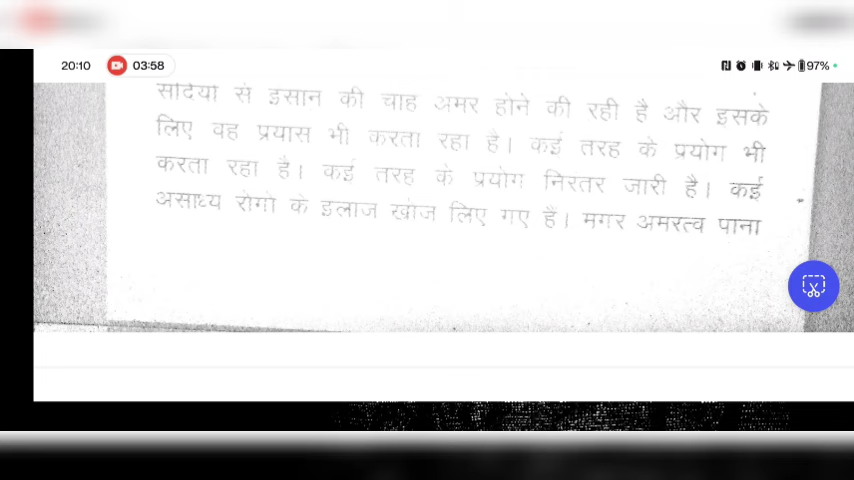 20:10 03:58 97%
सदियों से इंसान की चाह अमर होने की रही है और इसके
लिए वह प्रयास भी करता रहा है। कई तरह के प्रयोग भी
करता रहा है। कई तरह के प्रयोग निरंतर जारी है। कई
असाध्य रोगों के इलाज खोज लिए गए हैं। मगर अमरत्व पाना